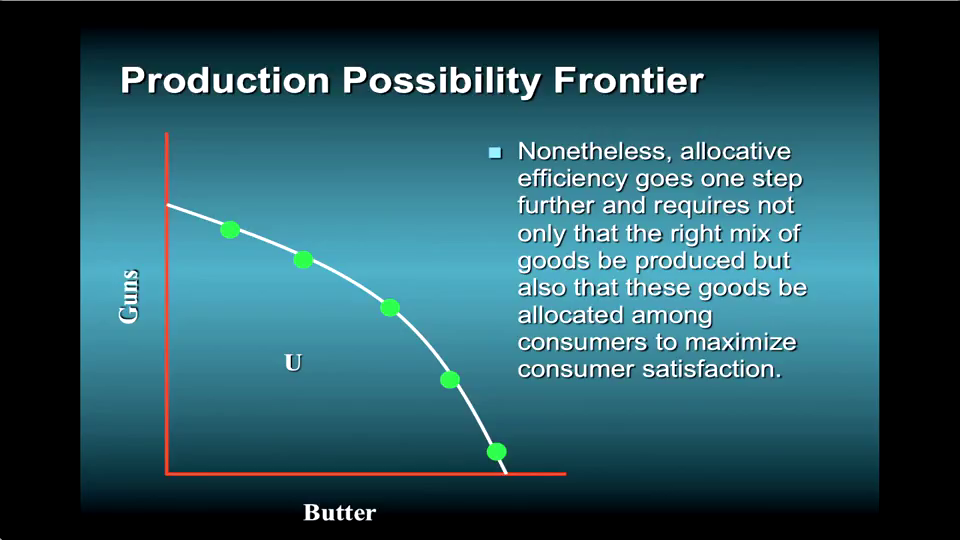 Production Possibility Frontier
Nonetheless, allocative
efficiency goes one step
further and requires not
only that the right mix of
goods be produced but
also that these goods be
allocated among
consumers to maximize
consumer satisfaction.
Guns
U
Butter